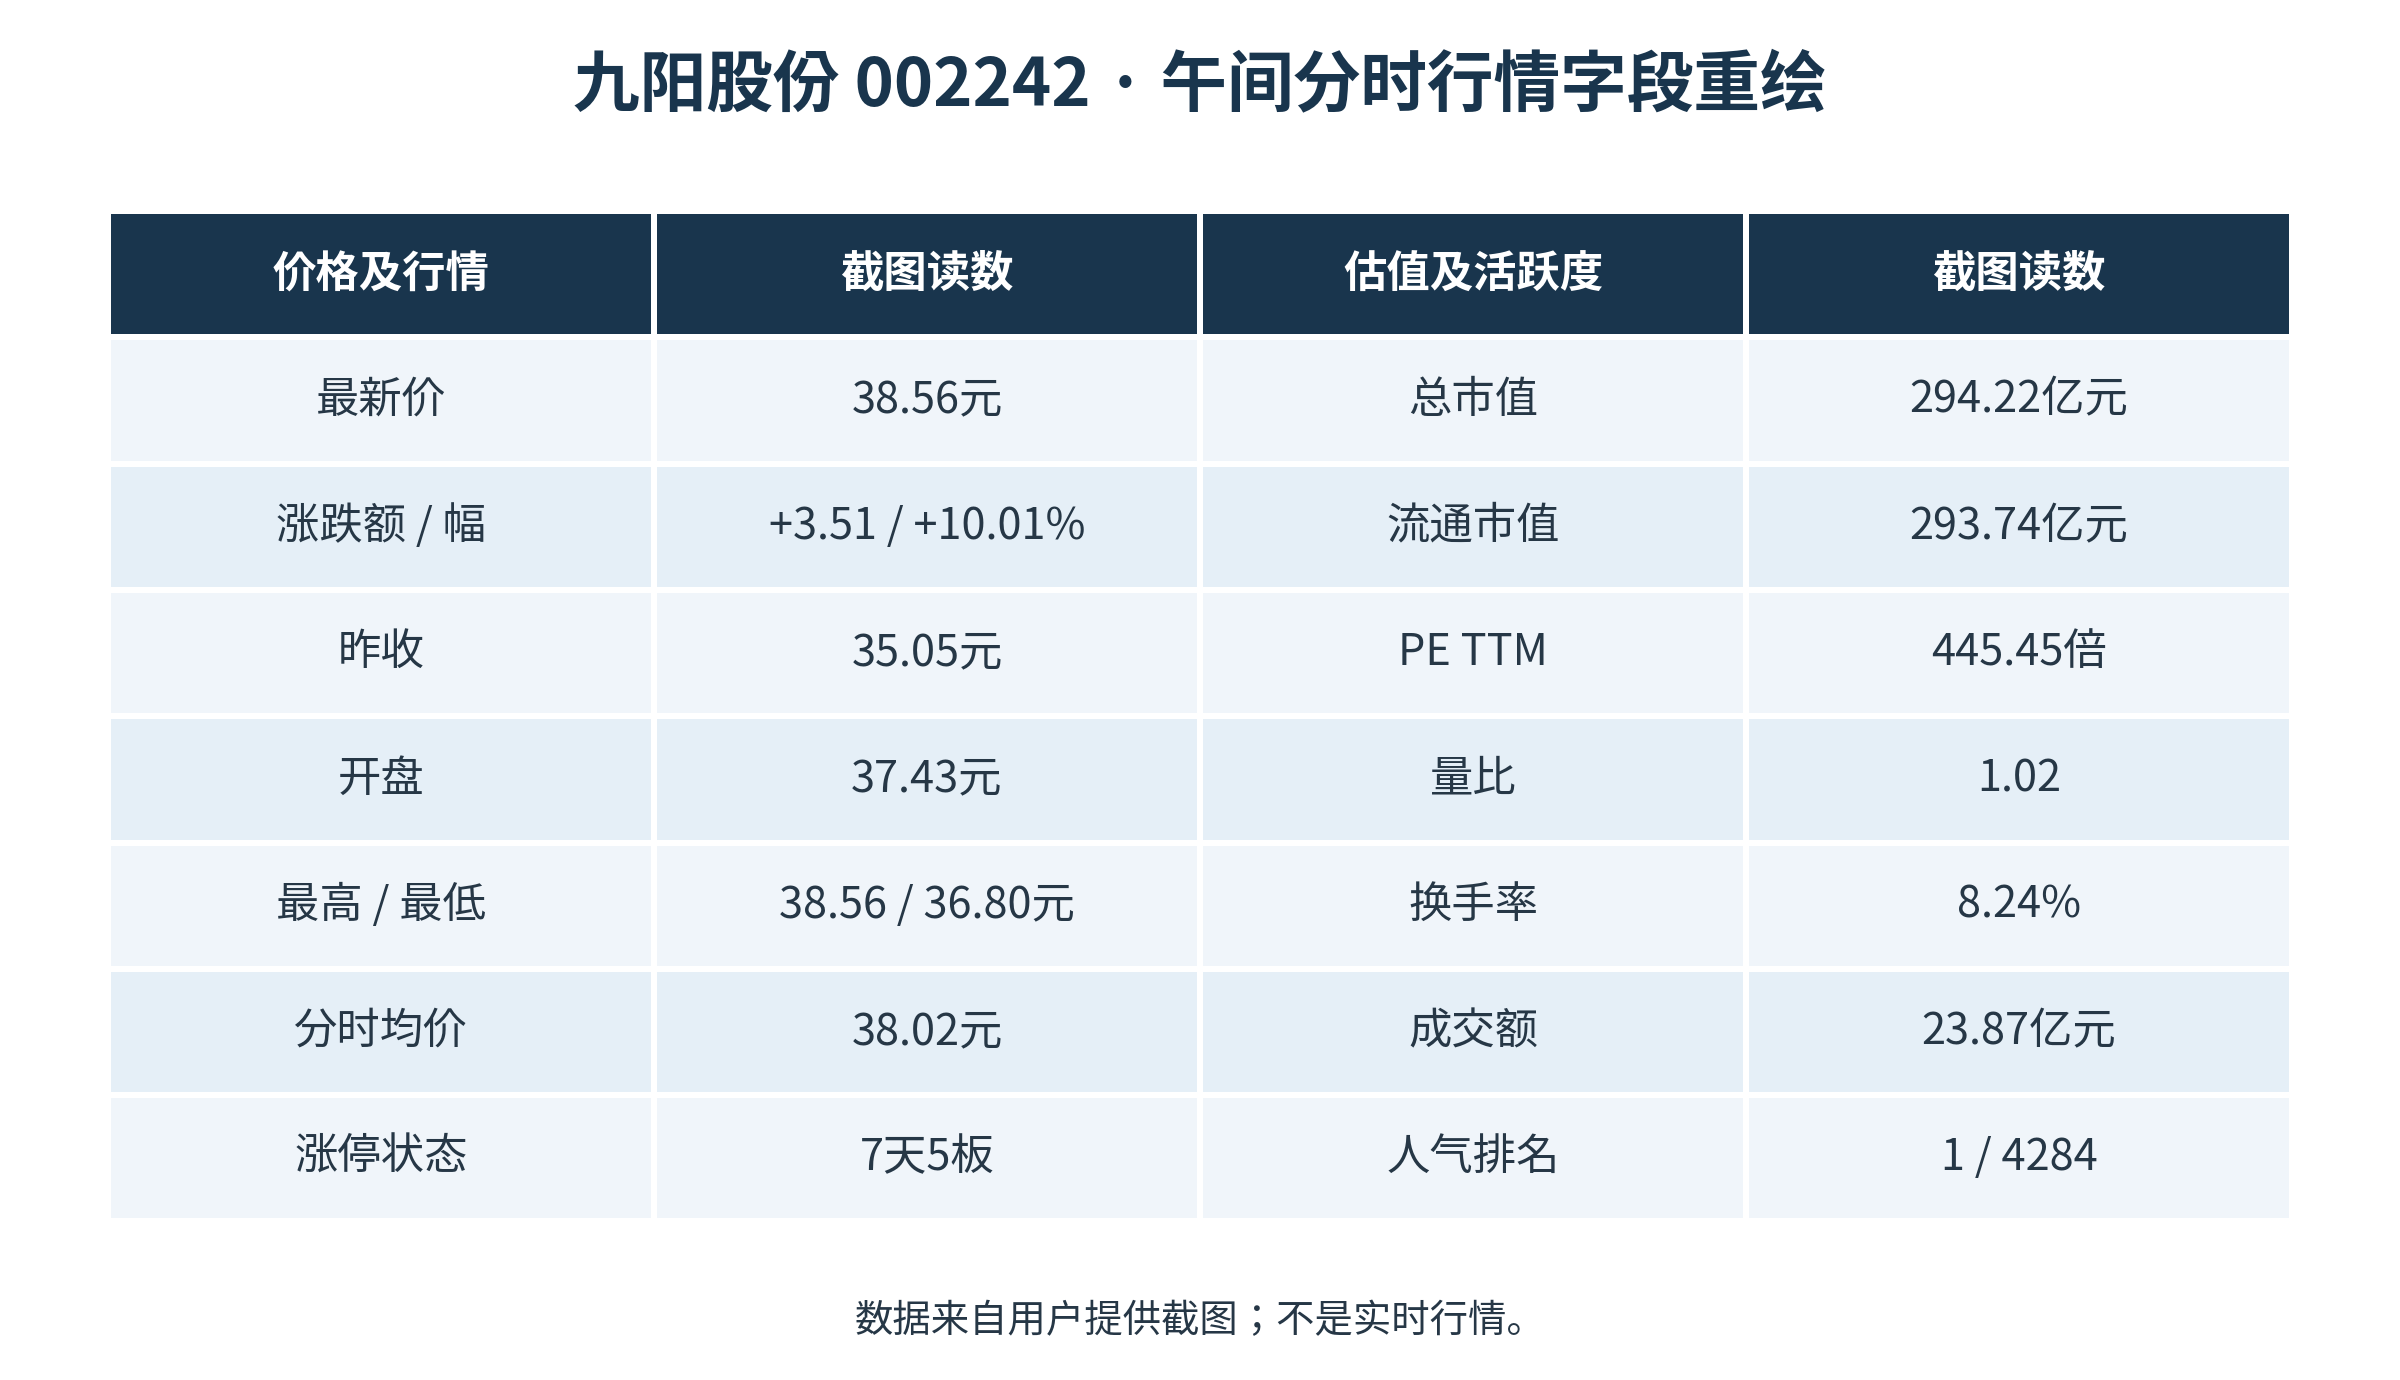 九阳股份 002242 · 午间分时行情字段重绘
价格及行情 截图读数 估值及活跃度 截图读数
最新价 38.56元 总市值 294.22亿元
涨跌额 / 幅 +3.51 / +10.01% 流通市值 293.74亿元
昨收 35.05元 PE TTM 445.45倍
开盘 37.43元 量比 1.02
最高 / 最低 38.56 / 36.80元 换手率 8.24%
分时均价 38.02元 成交额 23.87亿元
涨停状态 7天5板 人气排名 1 / 4284
数据来自用户提供截图；不是实时行情。